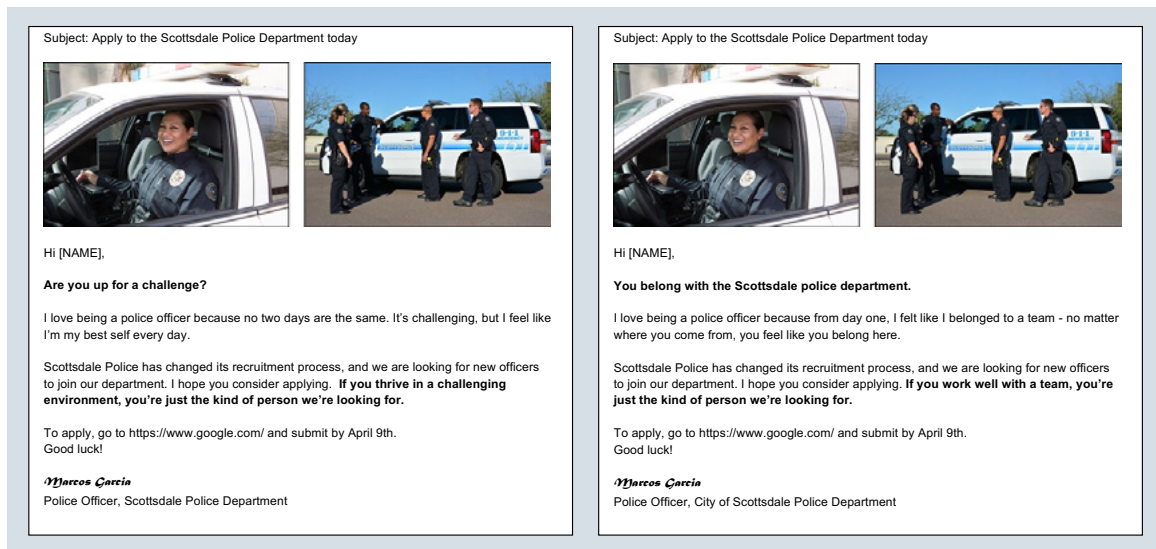 Subject: Apply to the Scottsdale Police Department today
9-1-1
Hi [NAME],
Are you up for a challenge?
I love being a police officer because no two days are the same. It’s challenging, but I feel like
I’m my best self every day.
Scottsdale Police has changed its recruitment process, and we are looking for new officers
to join our department. I hope you consider applying.  If you thrive in a challenging
environment, you’re just the kind of person we’re looking for.
To apply, go to https://www.google.com/ and submit by April 9th.
Good luck!
Marcos Garcia
Police Officer, Scottsdale Police Department
Subject: Apply to the Scottsdale Police Department today
9-1-1
Hi [NAME],
You belong with the Scottsdale police department.
I love being a police officer because from day one, I felt like I belonged to a team - no matter
where you come from, you feel like you belong here.
Scottsdale Police has changed its recruitment process, and we are looking for new officers
to join our department. I hope you consider applying. If you work well with a team, you’re
just the kind of person we’re looking for.
To apply, go to https://www.google.com/ and submit by April 9th.
Good luck!
Marcos Garcia
Police Officer, City of Scottsdale Police Department